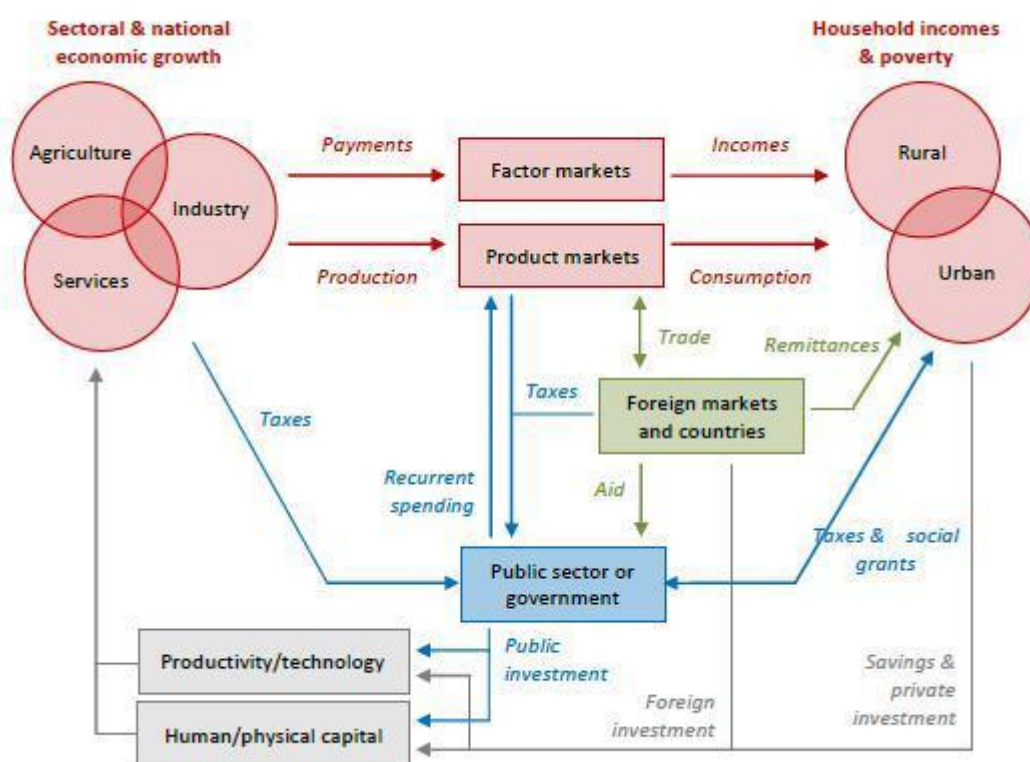 Sectoral & national
economic growth
Household incomes
& poverty
Agriculture
Industry
Services
Payments
Factor markets
Incomes
Rural
Product markets
Production
Consumption
Urban
Trade
Remittances
Taxes
Taxes
Foreign markets
and countries
Recurrent
spending
Aid
Taxes & social
grants
Public sector or
government
Public
investment
Productivity/technology
Human/physical capital
Foreign
investment
Savings &
private
investment